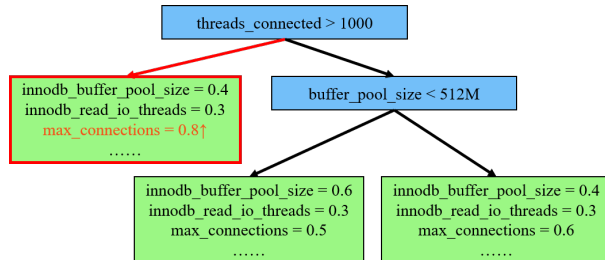 threads_connected > 1000
innodb_buffer_pool_size = 0.4
innodb_read_io_threads = 0.3
max_connections = 0.8↑
……
buffer_pool_size < 512M
innodb_buffer_pool_size = 0.6
innodb_read_io_threads = 0.3
max_connections = 0.5
……
innodb_buffer_pool_size = 0.4
innodb_read_io_threads = 0.3
max_connections = 0.6
……